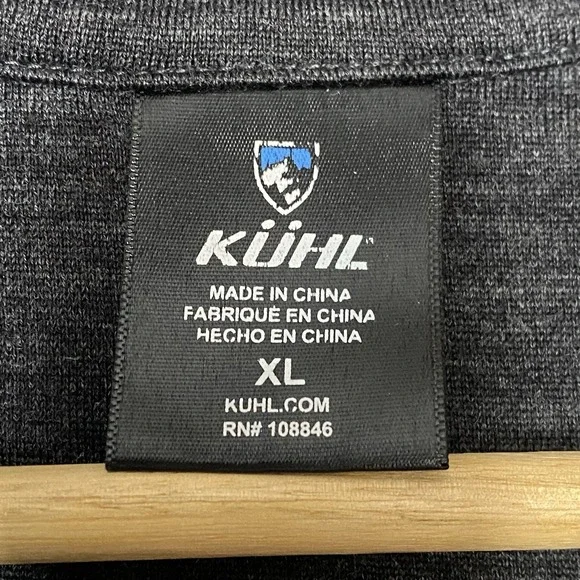 KÜHL
MADE IN CHINA
FABRIQUÉ EN CHINA
HECHO EN CHINA
XL
KUHL.COM
RN# 108846